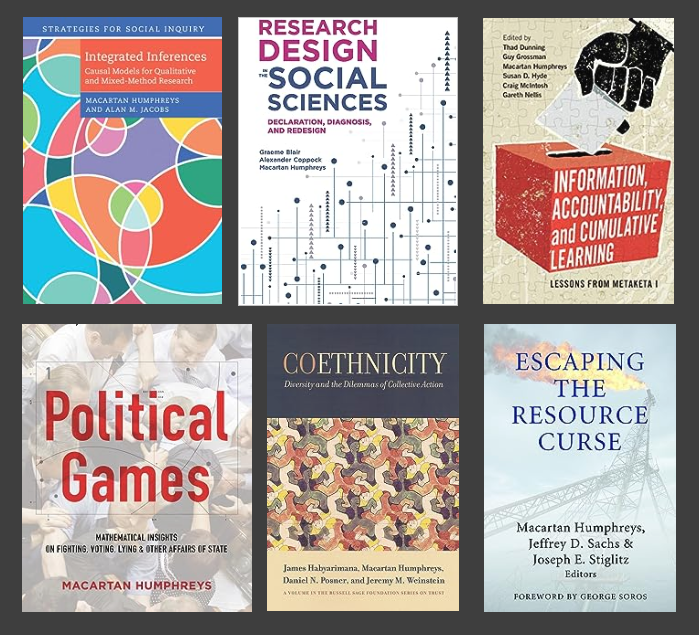 STRATEGIES FOR SOCIAL INQUIRY
Integrated Inferences
Causal Models for Qualitative
and Mixed-Method Research
MACARTAN HUMPHREYS
AND ALAN M. JACOBS
RESEARCH
DESIGN
IN THE SOCIAL
SCIENCES
DECLARATION, DIAGNOSIS,
AND REDESIGN
Graeme Blair
Alexander Coppock
Macartan Humphreys
Edited by
Thad Dunning
Guy Grossman
Macartan Humphreys
Susan D. Hyde
Craig McIntosh
Gareth Nellis
INFORMATION,
ACCOUNTABILITY,
and CUMULATIVE
LEARNING
LESSONS FROM METAKETA I
1
Political
Games
MATHEMATICAL INSIGHTS
ON FIGHTING, VOTING, LYING & OTHER AFFAIRS OF STATE
MACARTAN HUMPHREYS
COETHNICITY
Diversity and the Dilemmas of Collective Action
James Habyarimana, Macartan Humphreys,
Daniel N. Posner, and Jeremy M. Weinstein
A VOLUME IN THE RUSSELL SAGE FOUNDATION SERIES ON TRUST
ESCAPING
THE
RESOURCE
CURSE
Macartan Humphreys,
Jeffrey D. Sachs &
Joseph E. Stiglitz
Editors
FOREWORD BY GEORGE SOROS